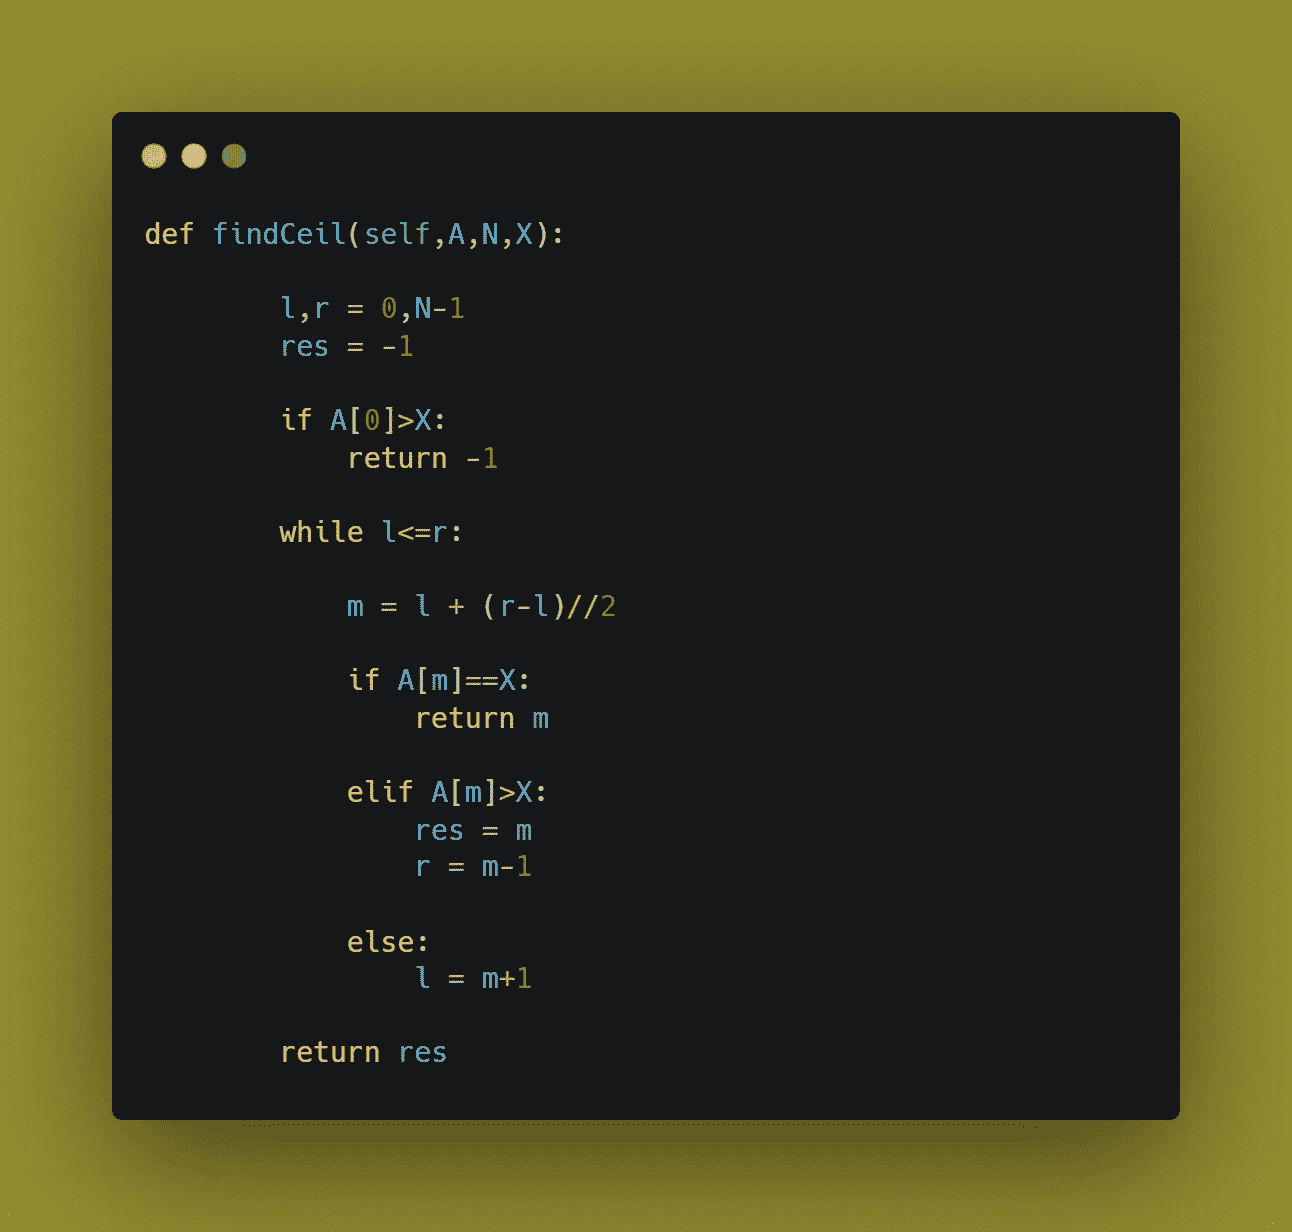 def findCeil(self,A,N,X):
l,r = 0,N-1
res = -1
if A[0]>X:
return -1
while l<=r:
m = l + (r-l)//2
if A[m]==X:
return m
elif A[m]>X:
res = m
r = m-1
else:
l = m+1
return res